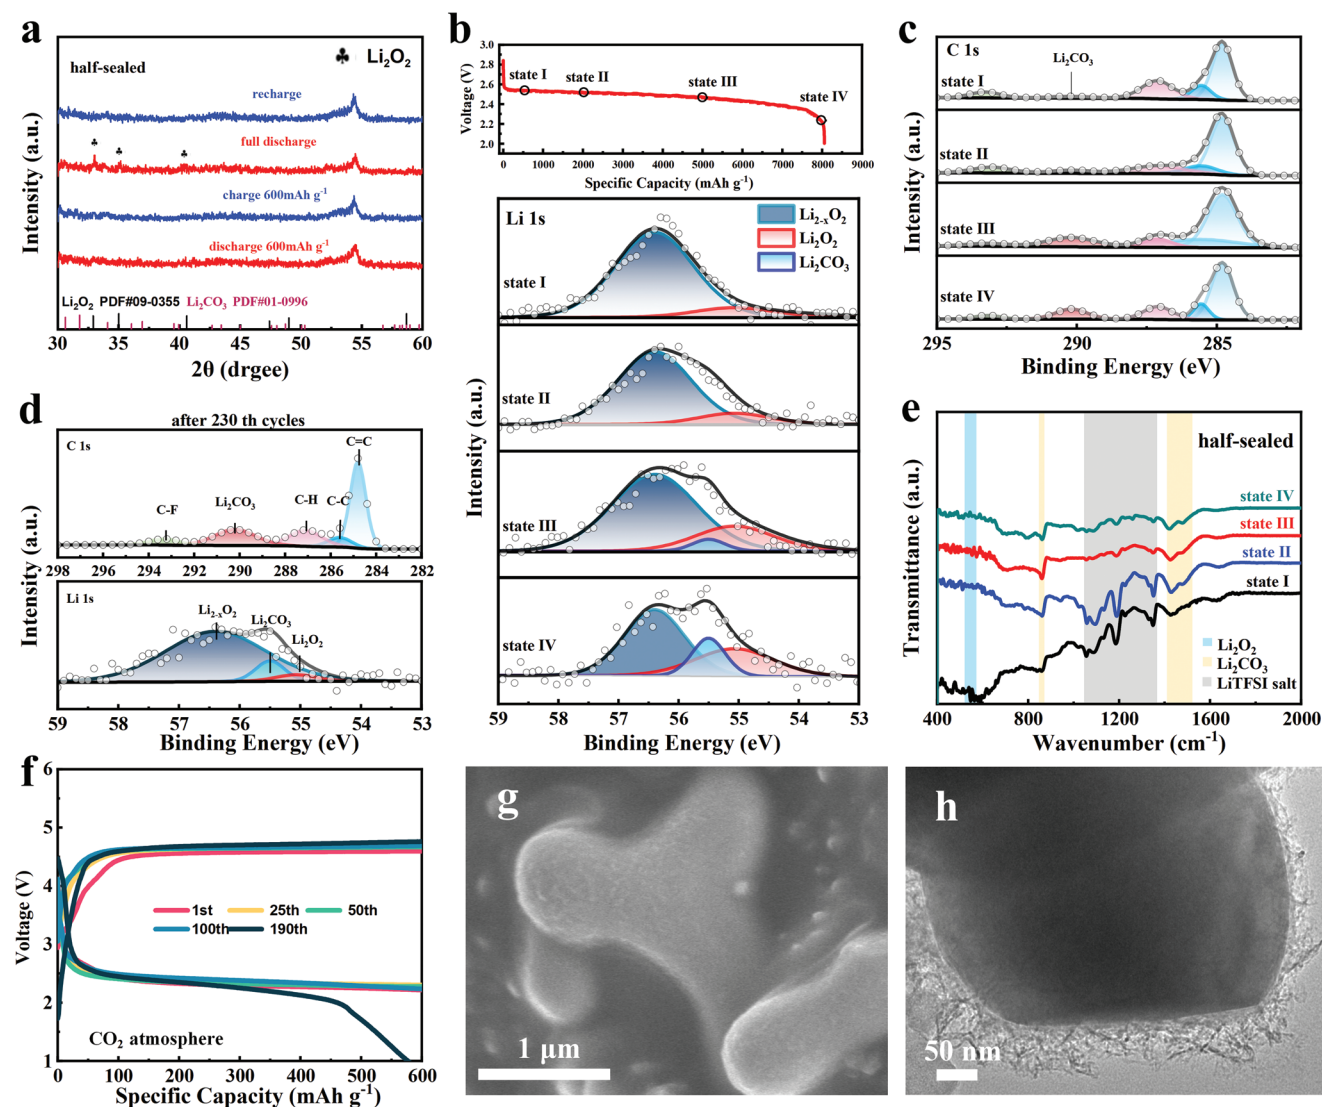 a
♣ Li₂O₂
half-sealed
recharge
full discharge
charge 600mAh g⁻¹
discharge 600mAh g⁻¹
Li₂O₂ PDF#09-0355 Li₂CO₃ PDF#01-0996
30 35 40 45 50 55 60
2θ (drgee)
Intensity (a.u.)
b
3.0
2.8
2.6
2.4
2.2
2.0
Voltage (V)
state I state II state III state IV
0 1000 2000 3000 4000 5000 6000 7000 8000 9000
Specific Capacity (mAh g⁻¹)
Li 1s
Li₂₋ₓO₂
Li₂O₂
Li₂CO₃
state I
state II
state III
state IV
Intensity (a.u.)
59 58 57 56 55 54 53
Binding Energy (eV)
c
C 1s
Li₂CO₃
state I
state II
state III
state IV
Intensity (a.u.)
295 290 285
Binding Energy (eV)
d
after 230 th cycles
C 1s
C=C
C-F Li₂CO₃ C-H C-C
298 296 294 292 290 288 286 284 282
Li 1s
Li₂₋ₓO₂
Li₂CO₃
Li₂O₂
Intensity (a.u.)
59 58 57 56 55 54 53
Binding Energy (eV)
e
half-sealed
state IV
state III
state II
state I
Li₂O₂
Li₂CO₃
LiTFSI salt
Transmittance (a.u.)
400 800 1200 1600 2000
Wavenumber (cm⁻¹)
f
6
5
4
3
2
1
Voltage (V)
1st 25th 50th
100th 190th
CO₂ atmosphere
0 100 200 300 400 500 600
Specific Capacity (mAh g⁻¹)
g
1 μm
h
50 nm